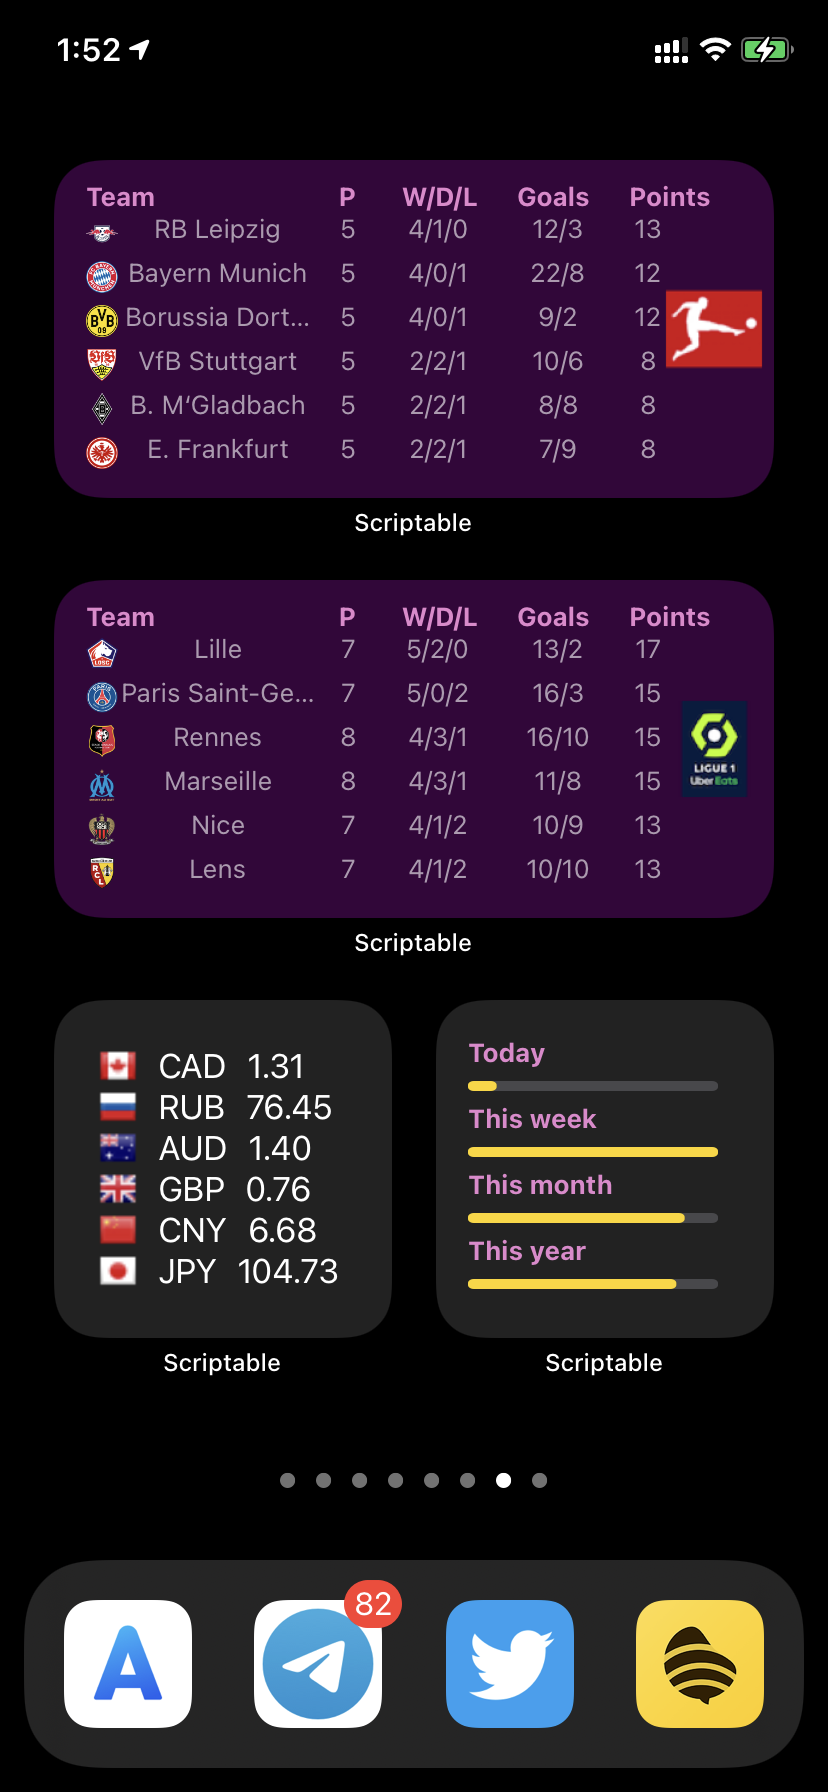 1:52
Team P W/D/L Goals Points
RB Leipzig 5 4/1/0 12/3 13
Bayern Munich 5 4/0/1 22/8 12
BVB 09 Borussia Dort... 5 4/0/1 9/2 12
VfB Stuttgart 5 2/2/1 10/6 8
B. M‘Gladbach 5 2/2/1 8/8 8
E. Frankfurt 5 2/2/1 7/9 8
Scriptable
Team P W/D/L Goals Points
Lille 7 5/2/0 13/2 17
Paris Saint-Ge... 7 5/0/2 16/3 15
Rennes 8 4/3/1 16/10 15
Marseille 8 4/3/1 11/8 15
LIGUE 1
Uber Eats
Nice 7 4/1/2 10/9 13
Lens 7 4/1/2 10/10 13
Scriptable
CAD 1.31
RUB 76.45
AUD 1.40
GBP 0.76
CNY 6.68
JPY 104.73
Scriptable
Today
This week
This month
This year
Scriptable
82